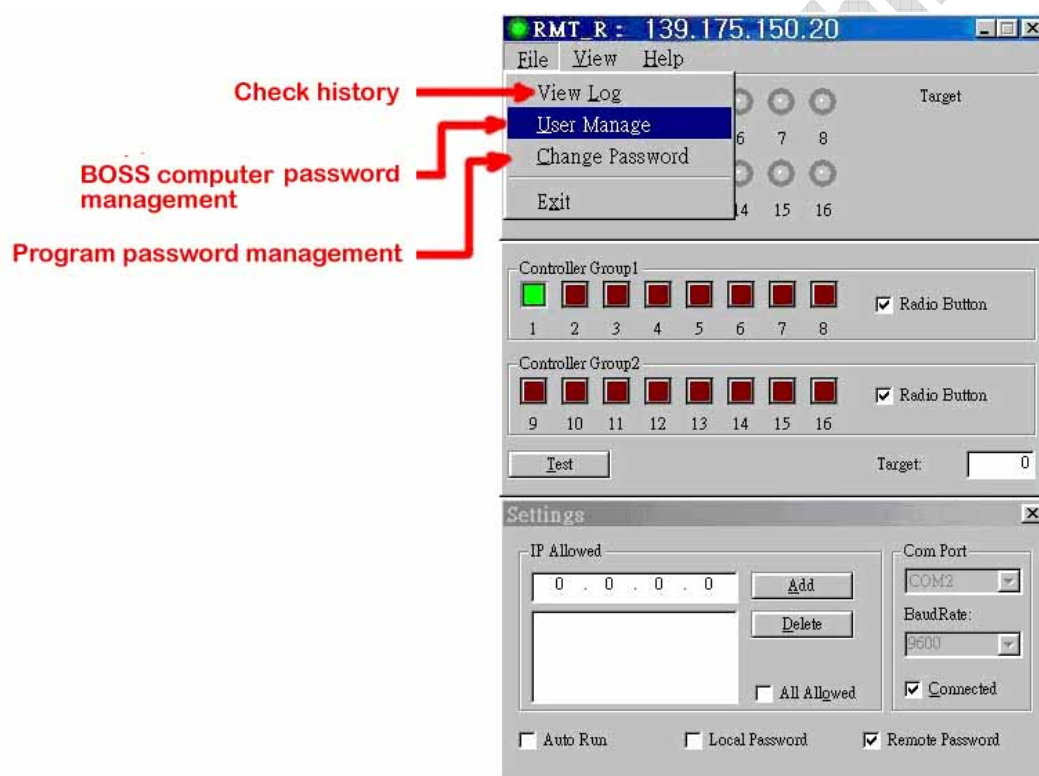 RMT_R : 139.175.150.20
File View Help
Check history
View Log
Target
User Manage
6 7 8
BOSS computer password
management
Change Password
Exit
14 15 16
Program password management
Controller Group1
Radio Button
1 2 3 4 5 6 7 8
Controller Group2
Radio Button
9 10 11 12 13 14 15 16
Test
Target: 0
Settings
IP Allowed
Com Port
0 . 0 . 0 . 0
Add
COM2
Delete
BaudRate:
9600
All Allowed
Connected
Auto Run
Local Password
Remote Password